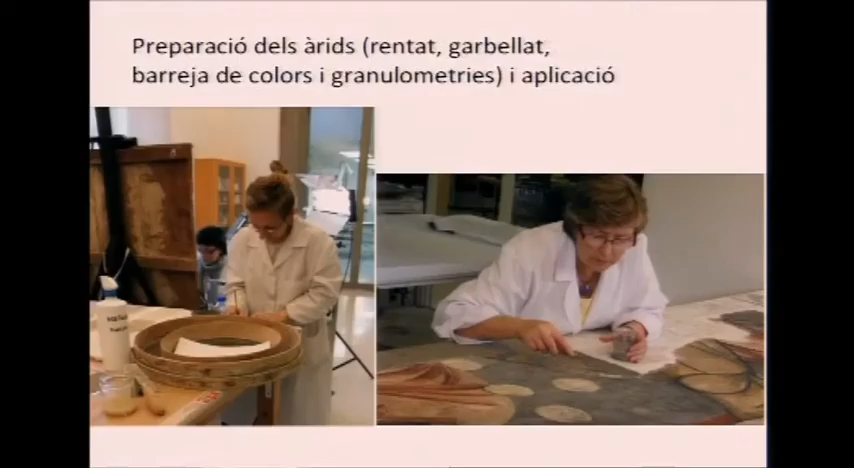 Preparació dels àrids (rentat, garbellat,
barreja de colors i granulometries) i aplicació